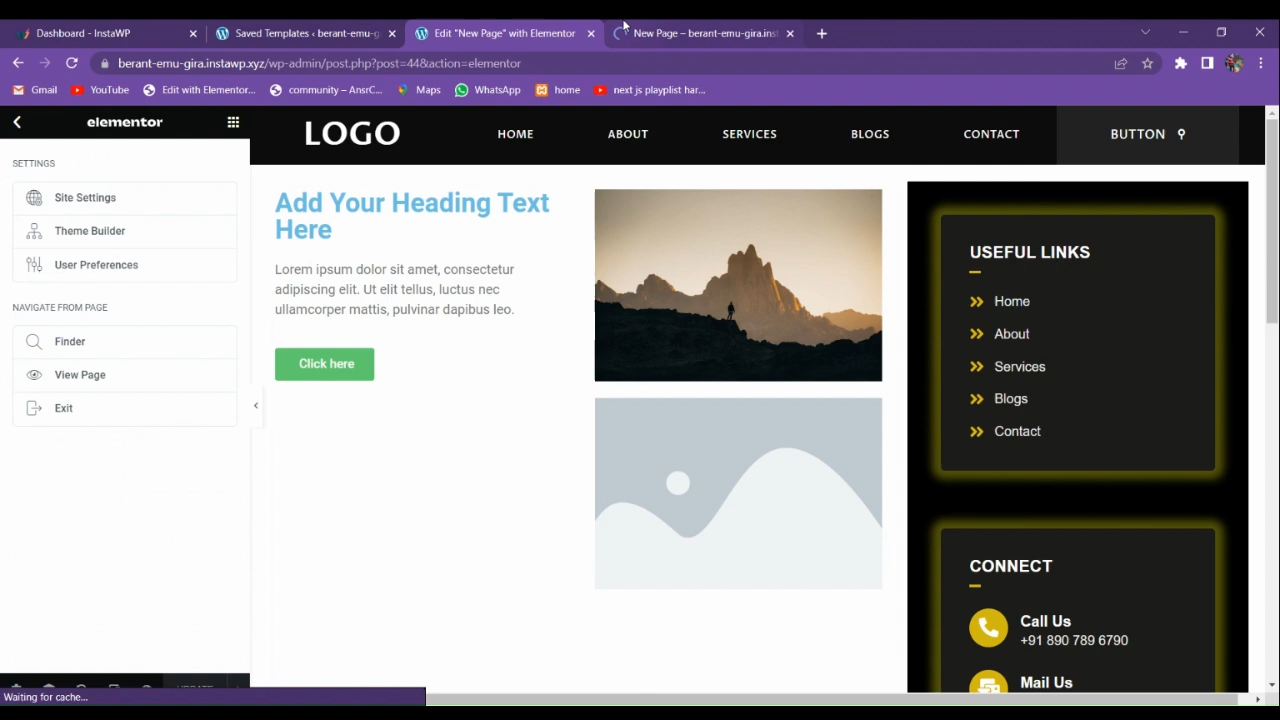 Dashboard - InstaWP
Saved Templates ‹ berant-emu-g
Edit "New Page" with Elementor
New Page – berant-emu-gira.inst
berant-emu-gira.instawp.xyz/wp-admin/post.php?post=44&action=elementor
Gmail
YouTube
Edit with Elementor...
community – AnsrC...
Maps
WhatsApp
home
next js playplist har...
elementor
SETTINGS
Site Settings
Theme Builder
User Preferences
NAVIGATE FROM PAGE
Finder
View Page
Exit
Waiting for cache...
LOGO
HOME
ABOUT
SERVICES
BLOGS
CONTACT
BUTTON
Add Your Heading Text
Here
Lorem ipsum dolor sit amet, consectetur
adipiscing elit. Ut elit tellus, luctus nec
ullamcorper mattis, pulvinar dapibus leo.
Click here
USEFUL LINKS
Home
About
Services
Blogs
Contact
CONNECT
Call Us
+91 890 789 6790
Mail Us